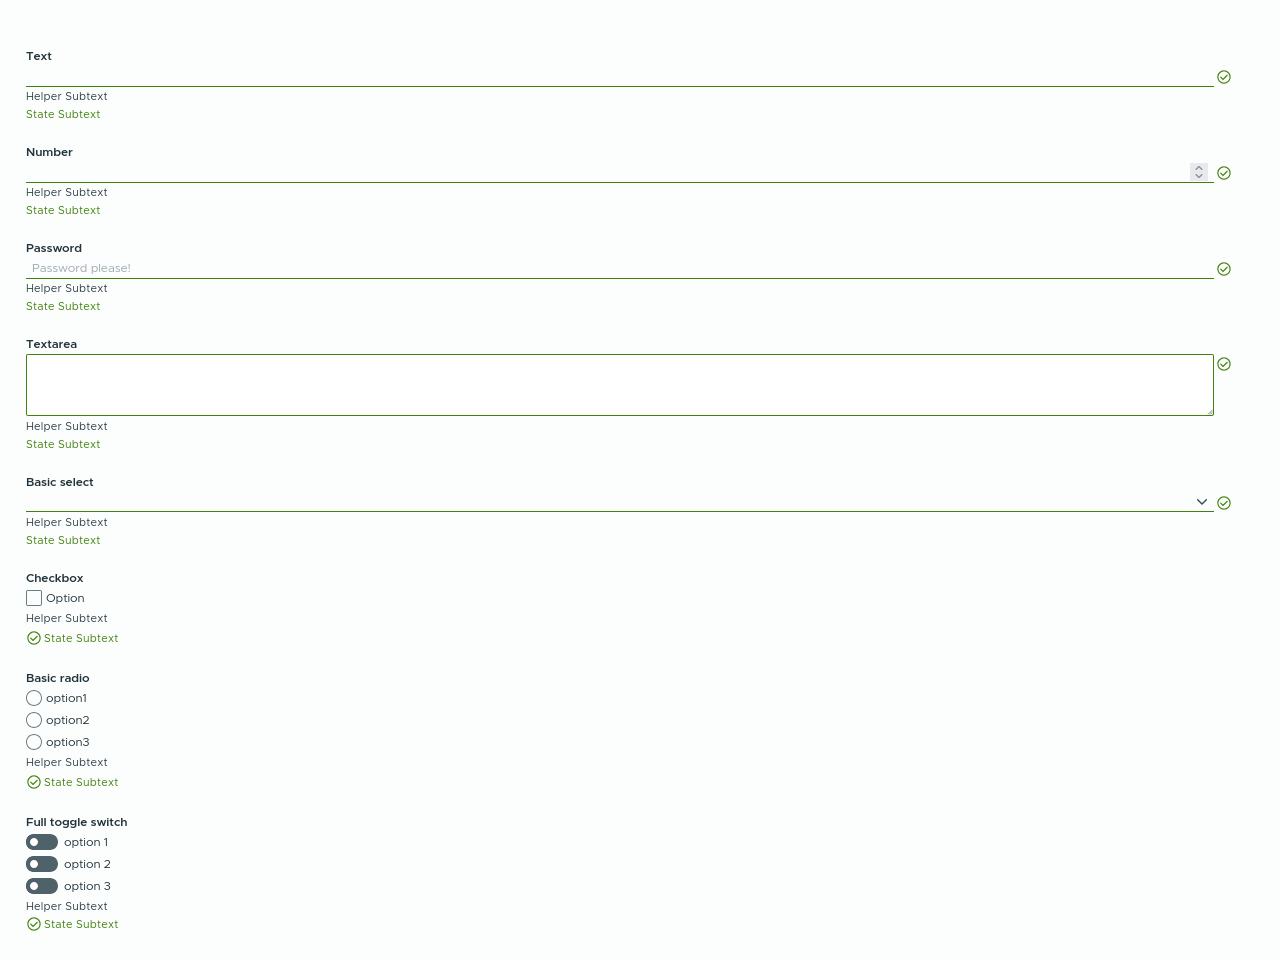 Text
Helper Subtext
State Subtext
Number
Helper Subtext
State Subtext
Password
Password please!
Helper Subtext
State Subtext
Textarea
Helper Subtext
State Subtext
Basic select
Helper Subtext
State Subtext
Checkbox
Option
Helper Subtext
State Subtext
Basic radio
option1
option2
option3
Helper Subtext
State Subtext
Full toggle switch
option 1
option 2
option 3
Helper Subtext
State Subtext